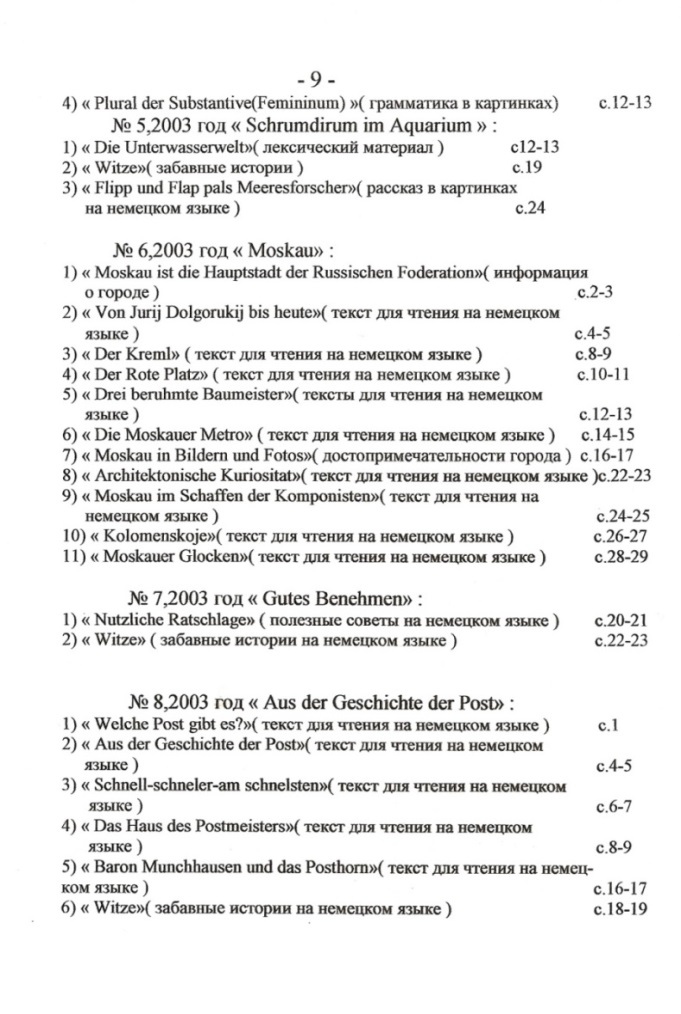 - 9 -
4) « Plural der Substantive(Femininum) »( грамматика в картинках) с.12-13
№ 5,2003 год « Schrumdirum im Aquarium » :
1) « Die Unterwasserwelt»( лексический материал ) с12-13
2) « Witze»( забавные истории ) с.19
3) « Flipp und Flap pals Meeresforscher»( рассказ в картинках
на немецком языке ) с.24
№ 6,2003 год « Moskau» :
1) « Moskau ist die Hauptstadt der Russischen Foderation»( информация
о городе ) с.2-3
2) « Von Jurij Dolgorukij bis heute»( текст для чтения на немецком
языке ) с.4-5
3) « Der Kreml» ( текст для чтения на немецком языке ) с.8-9
4) « Der Rote Platz» ( текст для чтения на немецком языке ) с.10-11
5) « Drei beruhmte Baumeister»( тексты для чтения на немецком
языке ) с.12-13
6) « Die Moskauer Metro» ( текст для чтения на немецком языке ) с.14-15
7) « Moskau in Bildern und Fotos»( достопримечательности города ) с.16-17
8) « Architektonische Kuriositat»( текст для чтения на немецком языке )с.22-23
9) « Moskau im Schaffen der Komponisten»( текст для чтения на
немецком языке ) с.24-25
10) « Kolomenskoje»( текст для чтения на немецком языке ) с.26-27
11) « Moskauer Glocken»( текст для чтения на немецком языке ) с.28-29
№ 7,2003 год « Gutes Benehmen» :
1) « Nutzliche Ratschlage» ( полезные советы на немецком языке ) с.20-21
2) « Witze» ( забавные истории на немецком языке ) с.22-23
№ 8,2003 год « Aus der Geschichte der Post» :
1) « Welche Post gibt es?»( текст для чтения на немецком языке ) с.1
2) « Aus der Geschichte der Post»( текст для чтения на немецком
языке ) с.4-5
3) « Schnell-schneler-am schnelsten»( текст для чтения на немецком
языке ) с.6-7
4) « Das Haus des Postmeisters»( текст для чтения на немецком
языке ) с.8-9
5) « Baron Munchhausen und das Posthorn»( текст для чтения на немец-
ком языке ) с.16-17
6) « Witze»( забавные истории на немецком языке ) с.18-19